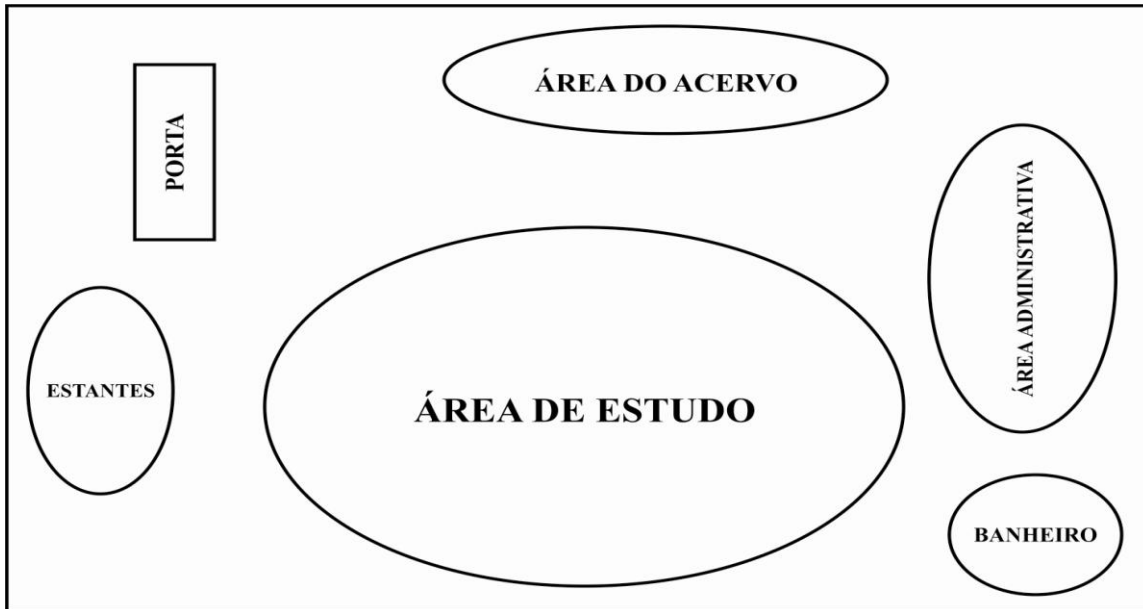 ÁREA DO ACERVO
PORTA
ÁREA ADMINISTRATIVA
ESTANTES
ÁREA DE ESTUDO
BANHEIRO